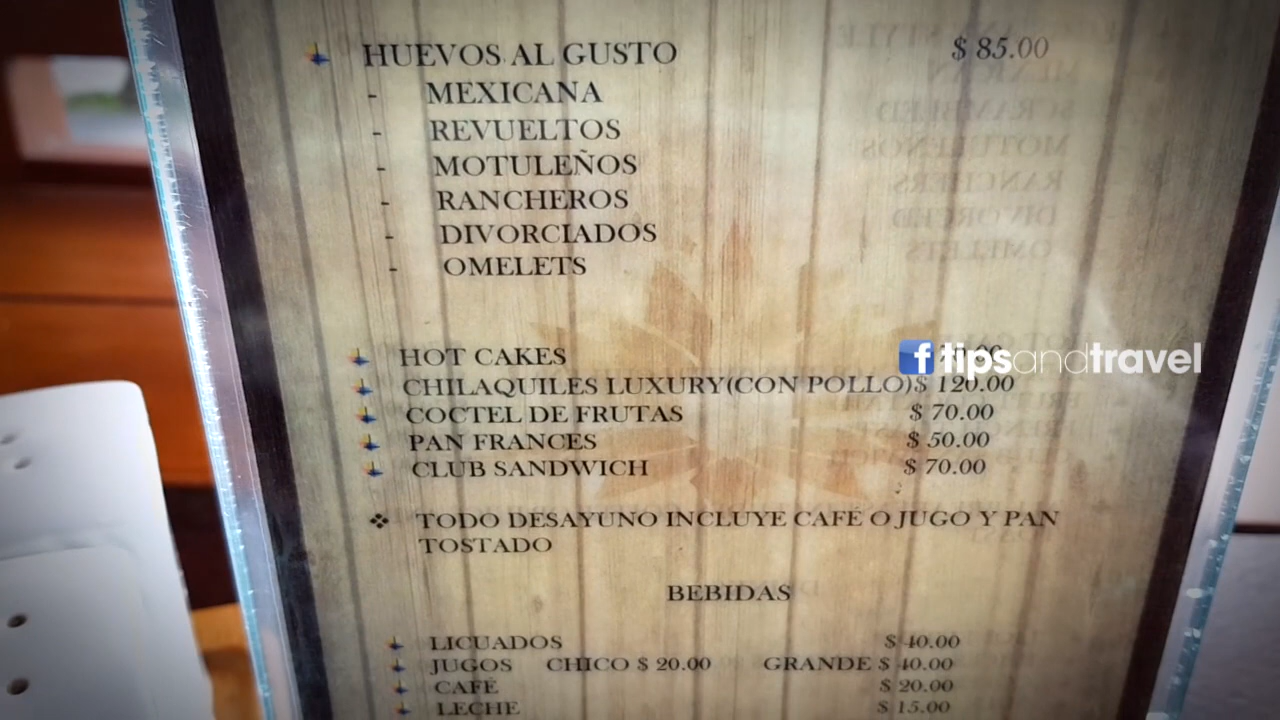 HUEVOS AL GUSTO $ 85.00
- MEXICANA
- REVUELTOS
- MOTULEÑOS
- RANCHEROS
- DIVORCIADOS
- OMELETS
HOT CAKES
f tipsandtravel
CHILAQUILES LUXURY(CON POLLO)$ 120.00
COCTEL DE FRUTAS $ 70.00
PAN FRANCES $ 50.00
CLUB SANDWICH $ 70.00
TODO DESAYUNO INCLUYE CAFÉ O JUGO Y PAN
TOSTADO
BEBIDAS
LICUADOS $ 40.00
JUGOS CHICO $ 20.00 GRANDE $ 40.00
CAFÉ $ 20.00
LECHE $ 15.00